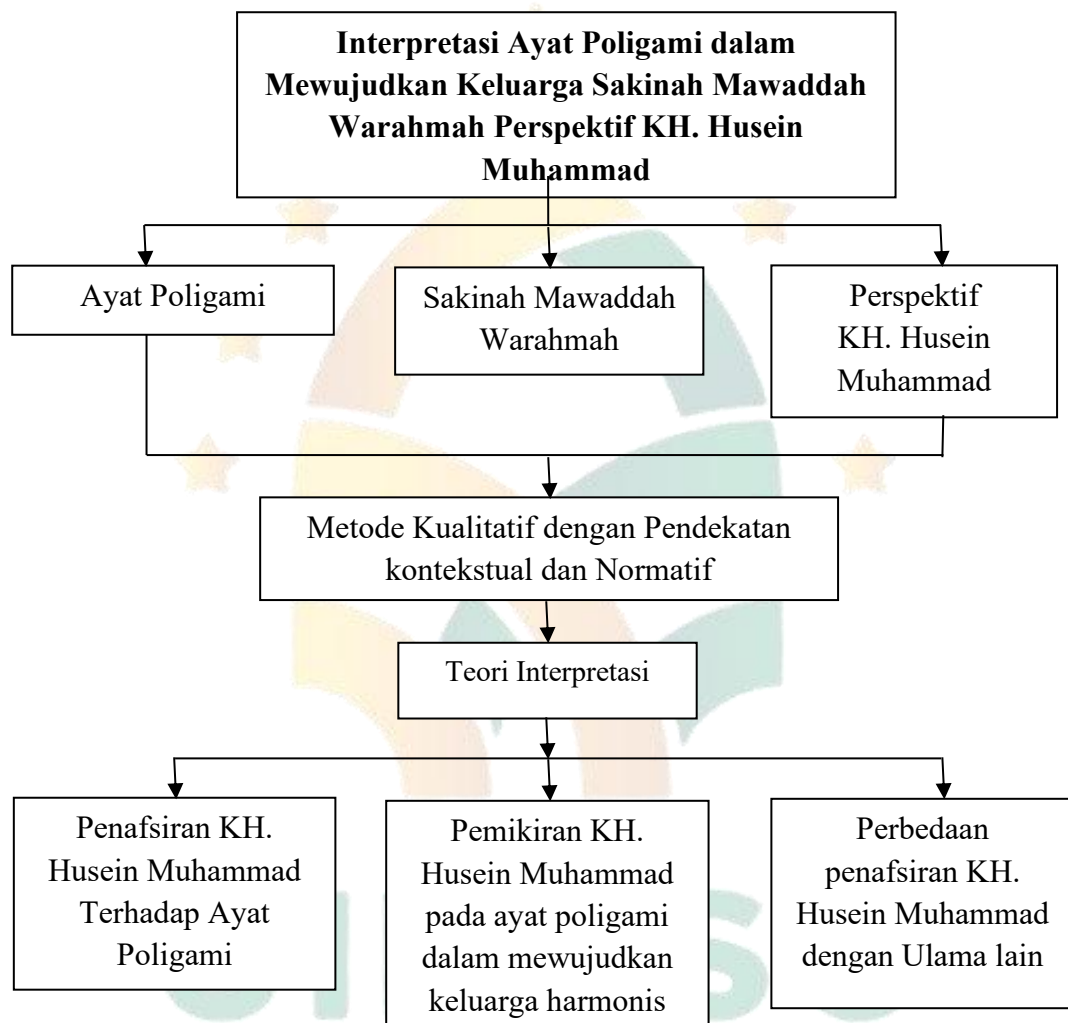 Interpretasi Ayat Poligami dalam
Mewujudkan Keluarga Sakinah Mawaddah
Warahmah Perspektif KH. Husein
Muhammad
Ayat Poligami
Sakinah Mawaddah
Warahmah
Perspektif
KH. Husein
Muhammad
Metode Kualitatif dengan Pendekatan
kontekstual dan Normatif
Teori Interpretasi
Penafsiran KH.
Husein Muhammad
Terhadap Ayat
Poligami
Pemikiran KH.
Husein Muhammad
pada ayat poligami
dalam mewujudkan
keluarga harmonis
Perbedaan
penafsiran KH.
Husein Muhammad
dengan Ulama lain